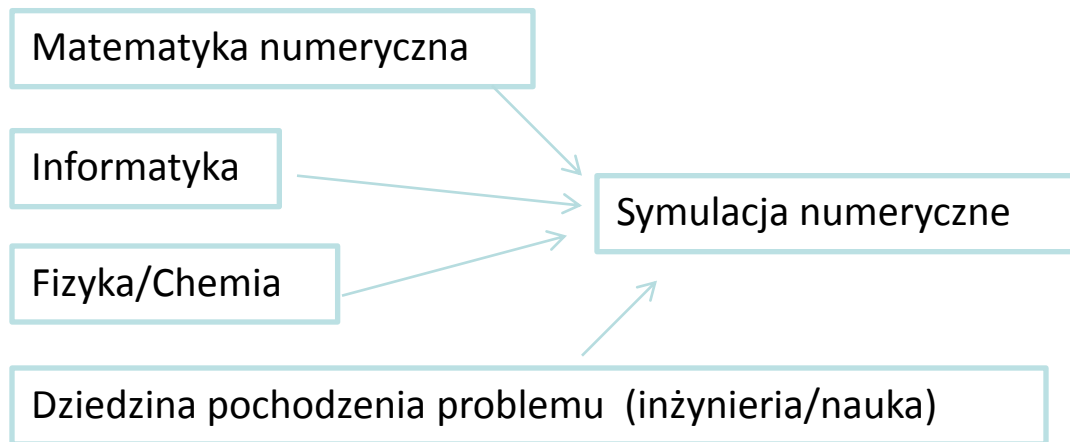 Matematyka numeryczna
Informatyka
Symulacja numeryczne
Fizyka/Chemia
Dziedzina pochodzenia problemu (inżynieria/nauka)